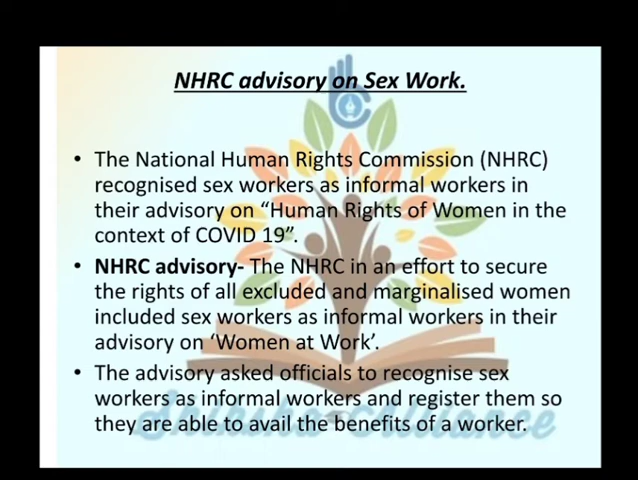 NHRC advisory on Sex Work.
• The National Human Rights Commission (NHRC)
recognised sex workers as informal workers in
their advisory on “Human Rights of Women in the
context of COVID 19”.
• NHRC advisory- The NHRC in an effort to secure
the rights of all excluded and marginalised women
included sex workers as informal workers in their
advisory on ‘Women at Work’.
• The advisory asked officials to recognise sex
workers as informal workers and register them so
they are able to avail the benefits of a worker.